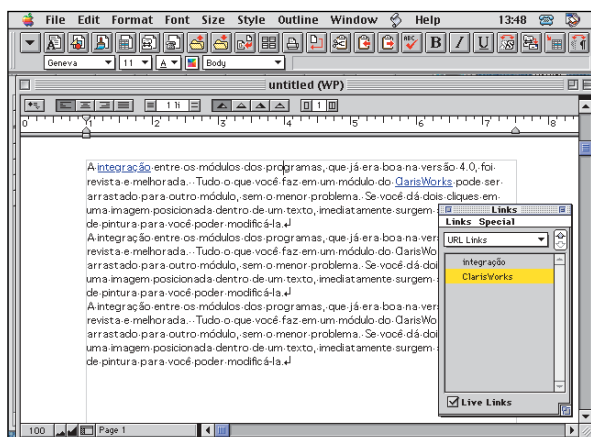 File Edit Format Font Size Style Outline Window Help 13:48
B I U
Geneva 11 A Body
untitled (WP)
1 li 1
0 1 2 3 4 5 6 7 8
A integração entre os módulos dos programas, que já era boa na versão 4.0, foi
revista e melhorada. Tudo o que você faz em um módulo do ClarisWorks pode ser
arrastado para outro módulo, sem o menor problema. Se você dá dois cliques em
uma imagem posicionada dentro de um texto, imediatamente surgem
de pintura para você poder modificá-la.
A integração entre os módulos dos programas, que já era boa na ver
revista e melhorada. Tudo o que você faz em um módulo do ClarisWo
arrastado para outro módulo, sem o menor problema. Se você dá doi
uma imagem posicionada dentro de um texto, imediatamente surgem
de pintura para você poder modificá-la.
A integração entre os módulos dos programas, que já era boa na ver
revista e melhorada. Tudo o que você faz em um módulo do ClarisWo
arrastado para outro módulo, sem o menor problema. Se você dá doi
uma imagem posicionada dentro de um texto, imediatamente surgem
de pintura para você poder modificá-la.
Links
Links Special
URL Links
integração
ClarisWorks
Live Links
100 Page 1